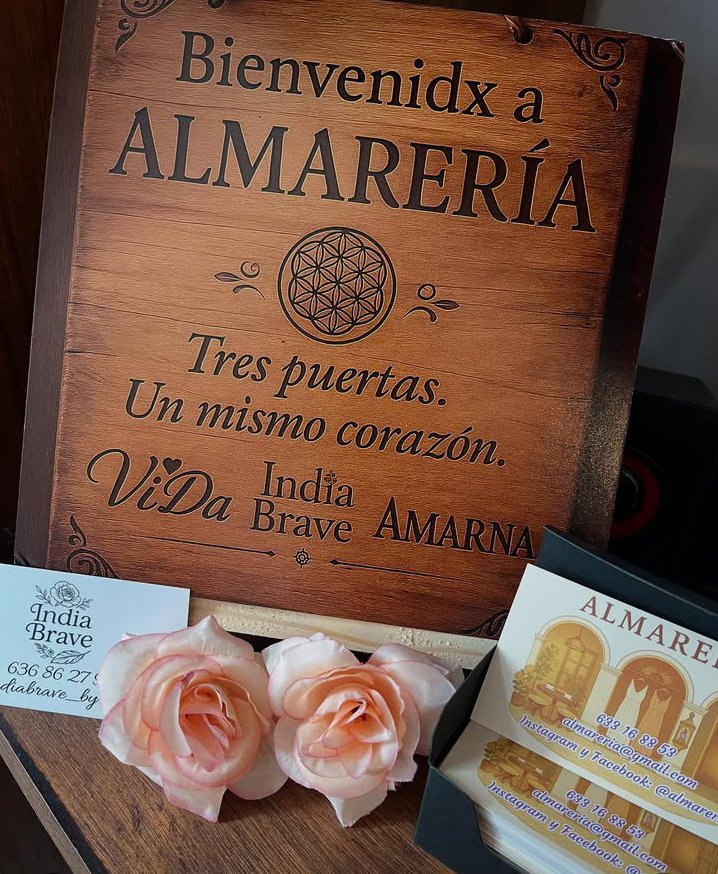 Bienvenidx a
ALMARERÍA
Tres puertas.
Un mismo corazón.
ViDa
India
Brave
AMARNA
India
Brave
636 86 27
ALMARE
633 16 88 53
almareria@gmail.com
Instagram y Facebook: @almarer
633 16 88 53
almareria@gmail.com
Instagram y Facebook: @